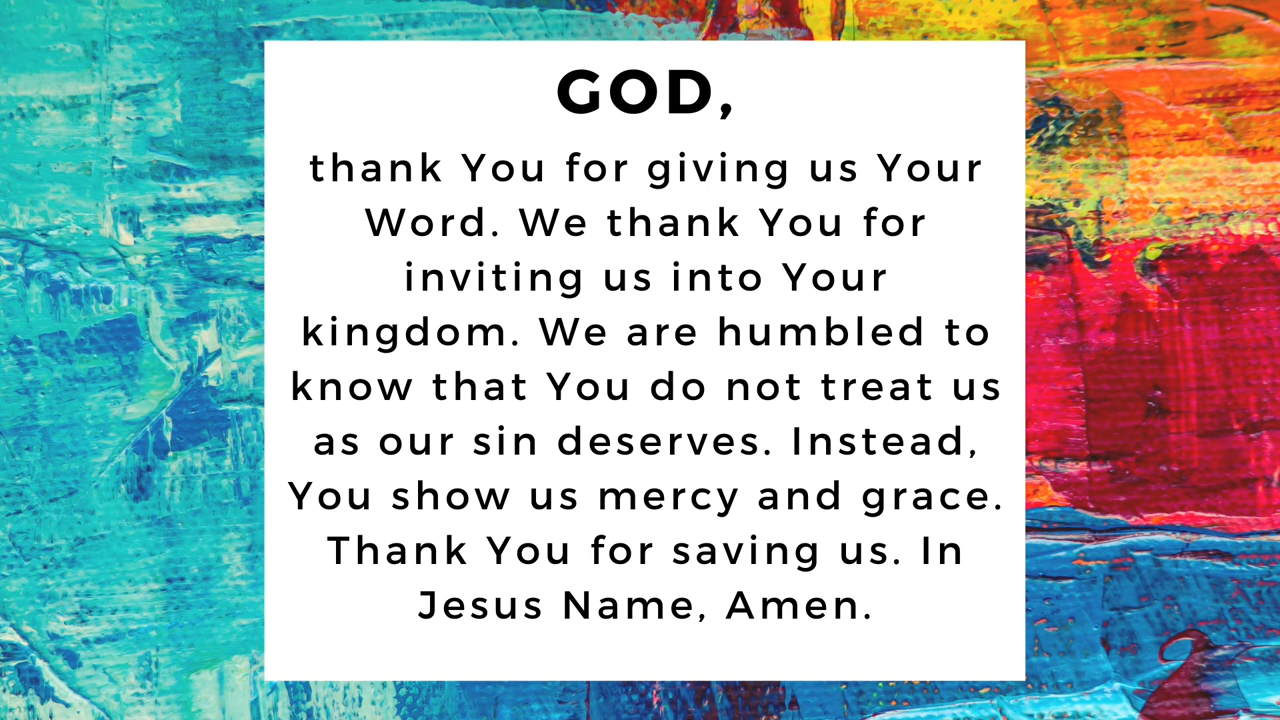 GOD,
thank You for giving us Your
Word. We thank You for
inviting us into Your
kingdom. We are humbled to
know that You do not treat us
as our sin deserves. Instead,
You show us mercy and grace.
Thank You for saving us. In
Jesus Name, Amen.